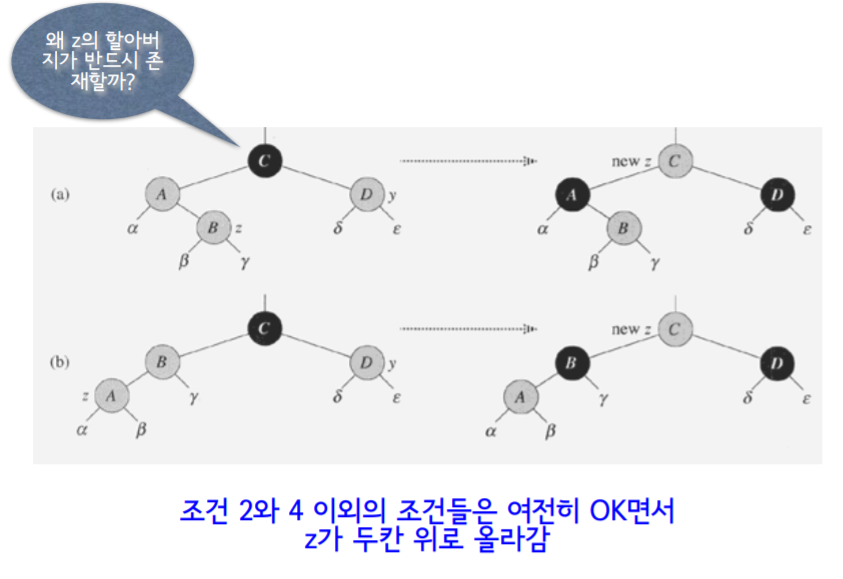 왜 z의 할아버
지가 반드시 존
재할까?
C
new z C
(a)
A
D y
A
D
α
B z
δ
ε
α
B
δ
ε
β
γ
β
γ
C
new z C
(b)
B
D y
B
D
z A
γ
δ
ε
A
γ
δ
ε
α
β
α
β
조건 2와 4 이외의 조건들은 여전히 OK면서
z가 두칸 위로 올라감